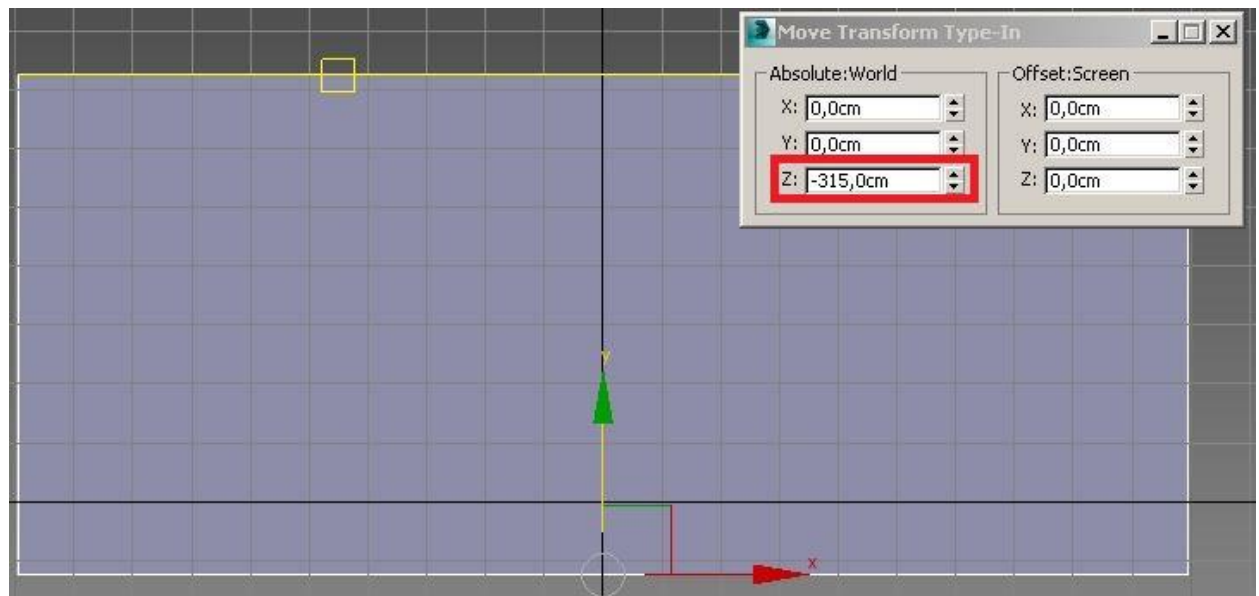 Move Transform Type-In
Absolute:World
X: 0,0cm
Y: 0,0cm
Z: -315,0cm
Offset:Screen
X: 0,0cm
Y: 0,0cm
Z: 0,0cm
y
x